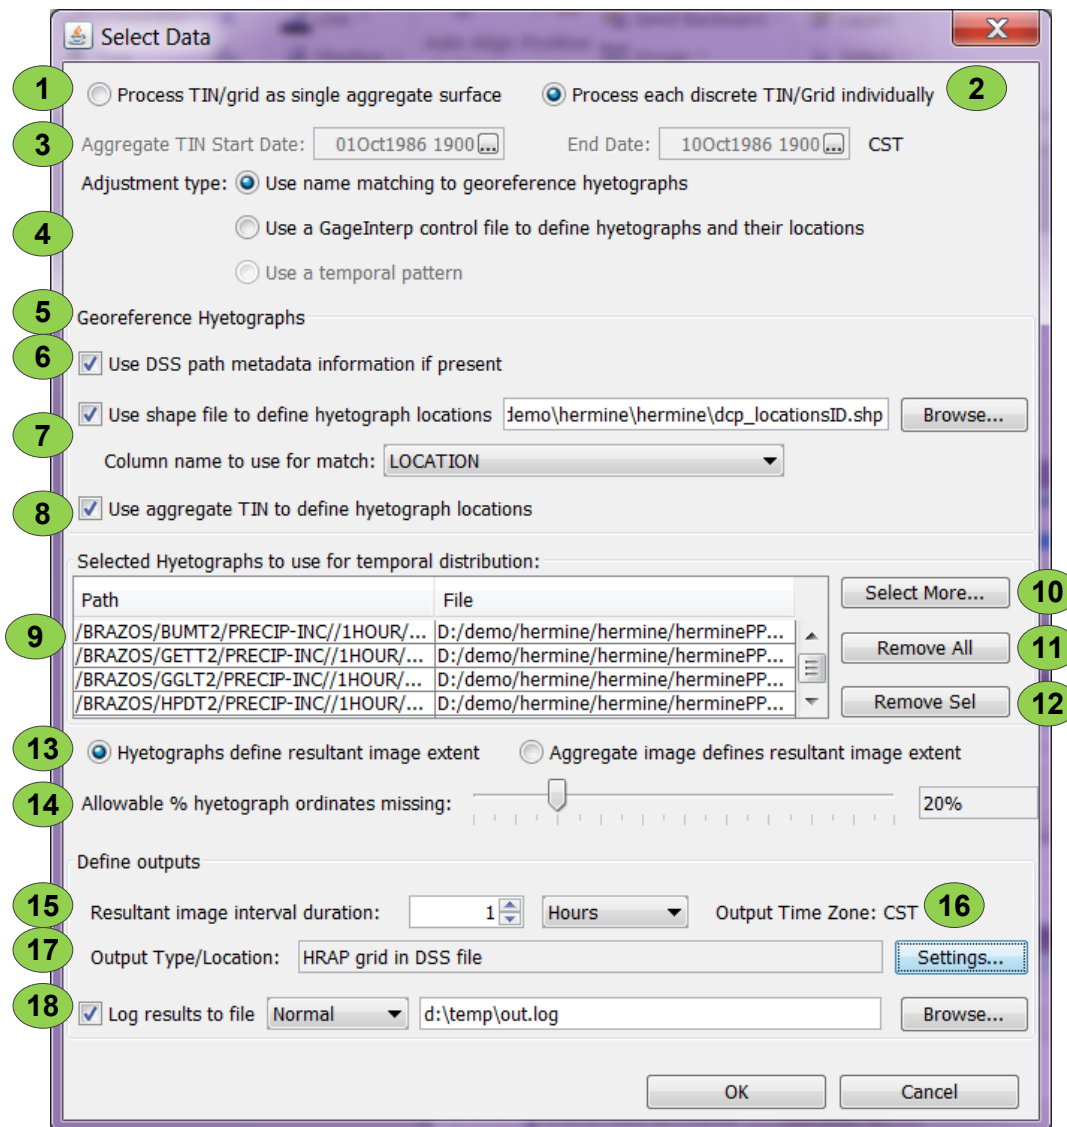 Select Data
1 Process TIN/grid as single aggregate surface Process each discrete TIN/Grid individually 2
3 Aggregate TIN Start Date: 01Oct1986 1900 ... End Date: 10Oct1986 1900 ... CST
Adjustment type: Use name matching to georeference hyetographs
4 Use a GageInterp control file to define hyetographs and their locations
Use a temporal pattern
5 Georeference Hyetographs
6 Use DSS path metadata information if present
7 Use shape file to define hyetograph locations demo\hermine\hermine\dcp_locationsID.shp Browse...
Column name to use for match: LOCATION
8 Use aggregate TIN to define hyetograph locations
Selected Hyetographs to use for temporal distribution:
Path File Select More... 10
9 /BRAZOS/BUMT2/PRECIP-INC//1HOUR/... D:/demo/hermine/hermine/herminePP...
/BRAZOS/GETT2/PRECIP-INC//1HOUR/... D:/demo/hermine/hermine/herminePP... Remove All 11
/BRAZOS/GGLT2/PRECIP-INC//1HOUR/... D:/demo/hermine/hermine/herminePP...
/BRAZOS/HPDT2/PRECIP-INC//1HOUR/... D:/demo/hermine/hermine/herminePP... Remove Sel 12
13 Hyetographs define resultant image extent Aggregate image defines resultant image extent
14 Allowable % hyetograph ordinates missing: 20%
Define outputs
15 Resultant image interval duration: 1 Hours Output Time Zone: CST 16
17 Output Type/Location: HRAP grid in DSS file Settings...
18 Log results to file Normal d:\temp\out.log Browse...
OK Cancel